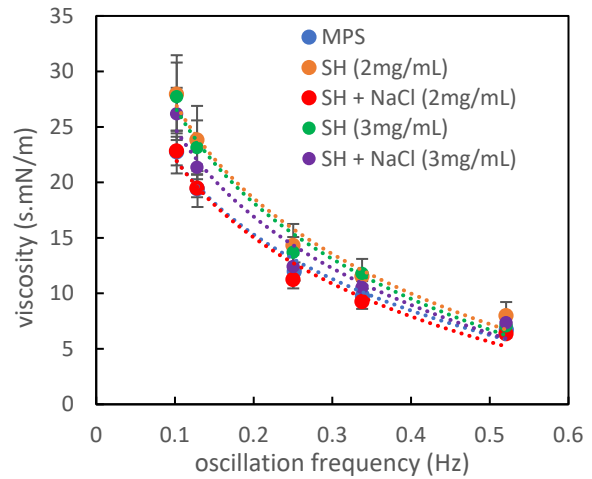 MPS
SH (2mg/mL)
SH + NaCl (2mg/mL)
SH (3mg/mL)
SH + NaCl (3mg/mL)
viscosity (s.mN/m)
35
30
25
20
15
10
5
0
0 0.1 0.2 0.3 0.4 0.5 0.6
oscillation frequency (Hz)